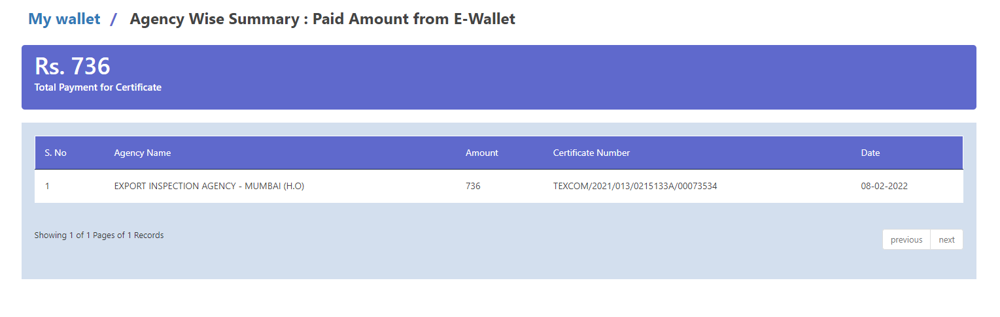 My wallet / Agency Wise Summary : Paid Amount from E-Wallet
Rs. 736
Total Payment for Certificate
S. No Agency Name Amount Certificate Number Date
1 EXPORT INSPECTION AGENCY - MUMBAI (H.O) 736 TEXCOM/2021/013/0215133A/00073534 08-02-2022
Showing 1 of 1 Pages of 1 Records
previous next